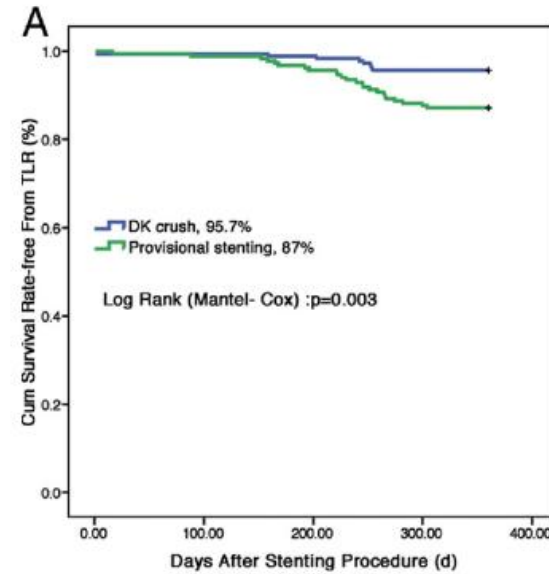 A
Cum Survival Rate-free From TLR (%)
1.0
0.8
0.6
0.4
0.2
0.0
DK crush, 95.7%
Provisional stenting, 87%
Log Rank (Mantel- Cox) :p=0.003
0.00 100.00 200.00 300.00 400.00
Days After Stenting Procedure (d)